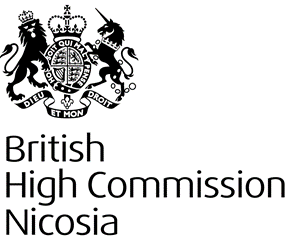 DIEU ET MON DROIT
British
High Commission
Nicosia